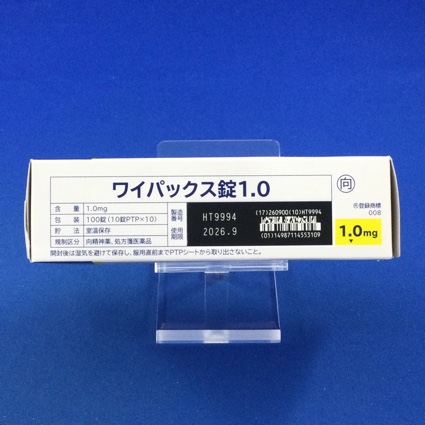 ワイパックス錠1.0
向
含 量 1.0mg
包 装 100錠(10錠PTP×10)
貯 法 室温保存
規制区分 向精神薬、処方箋医薬品
製造番号 HT9994
使用期限 2026.9
(17)260900(10)HT9994
(01)14987114553109
®登録商標
008
1.0mg
開封後は湿気を避けて保存し、服用直前までPTPシートから取り出さないこと。